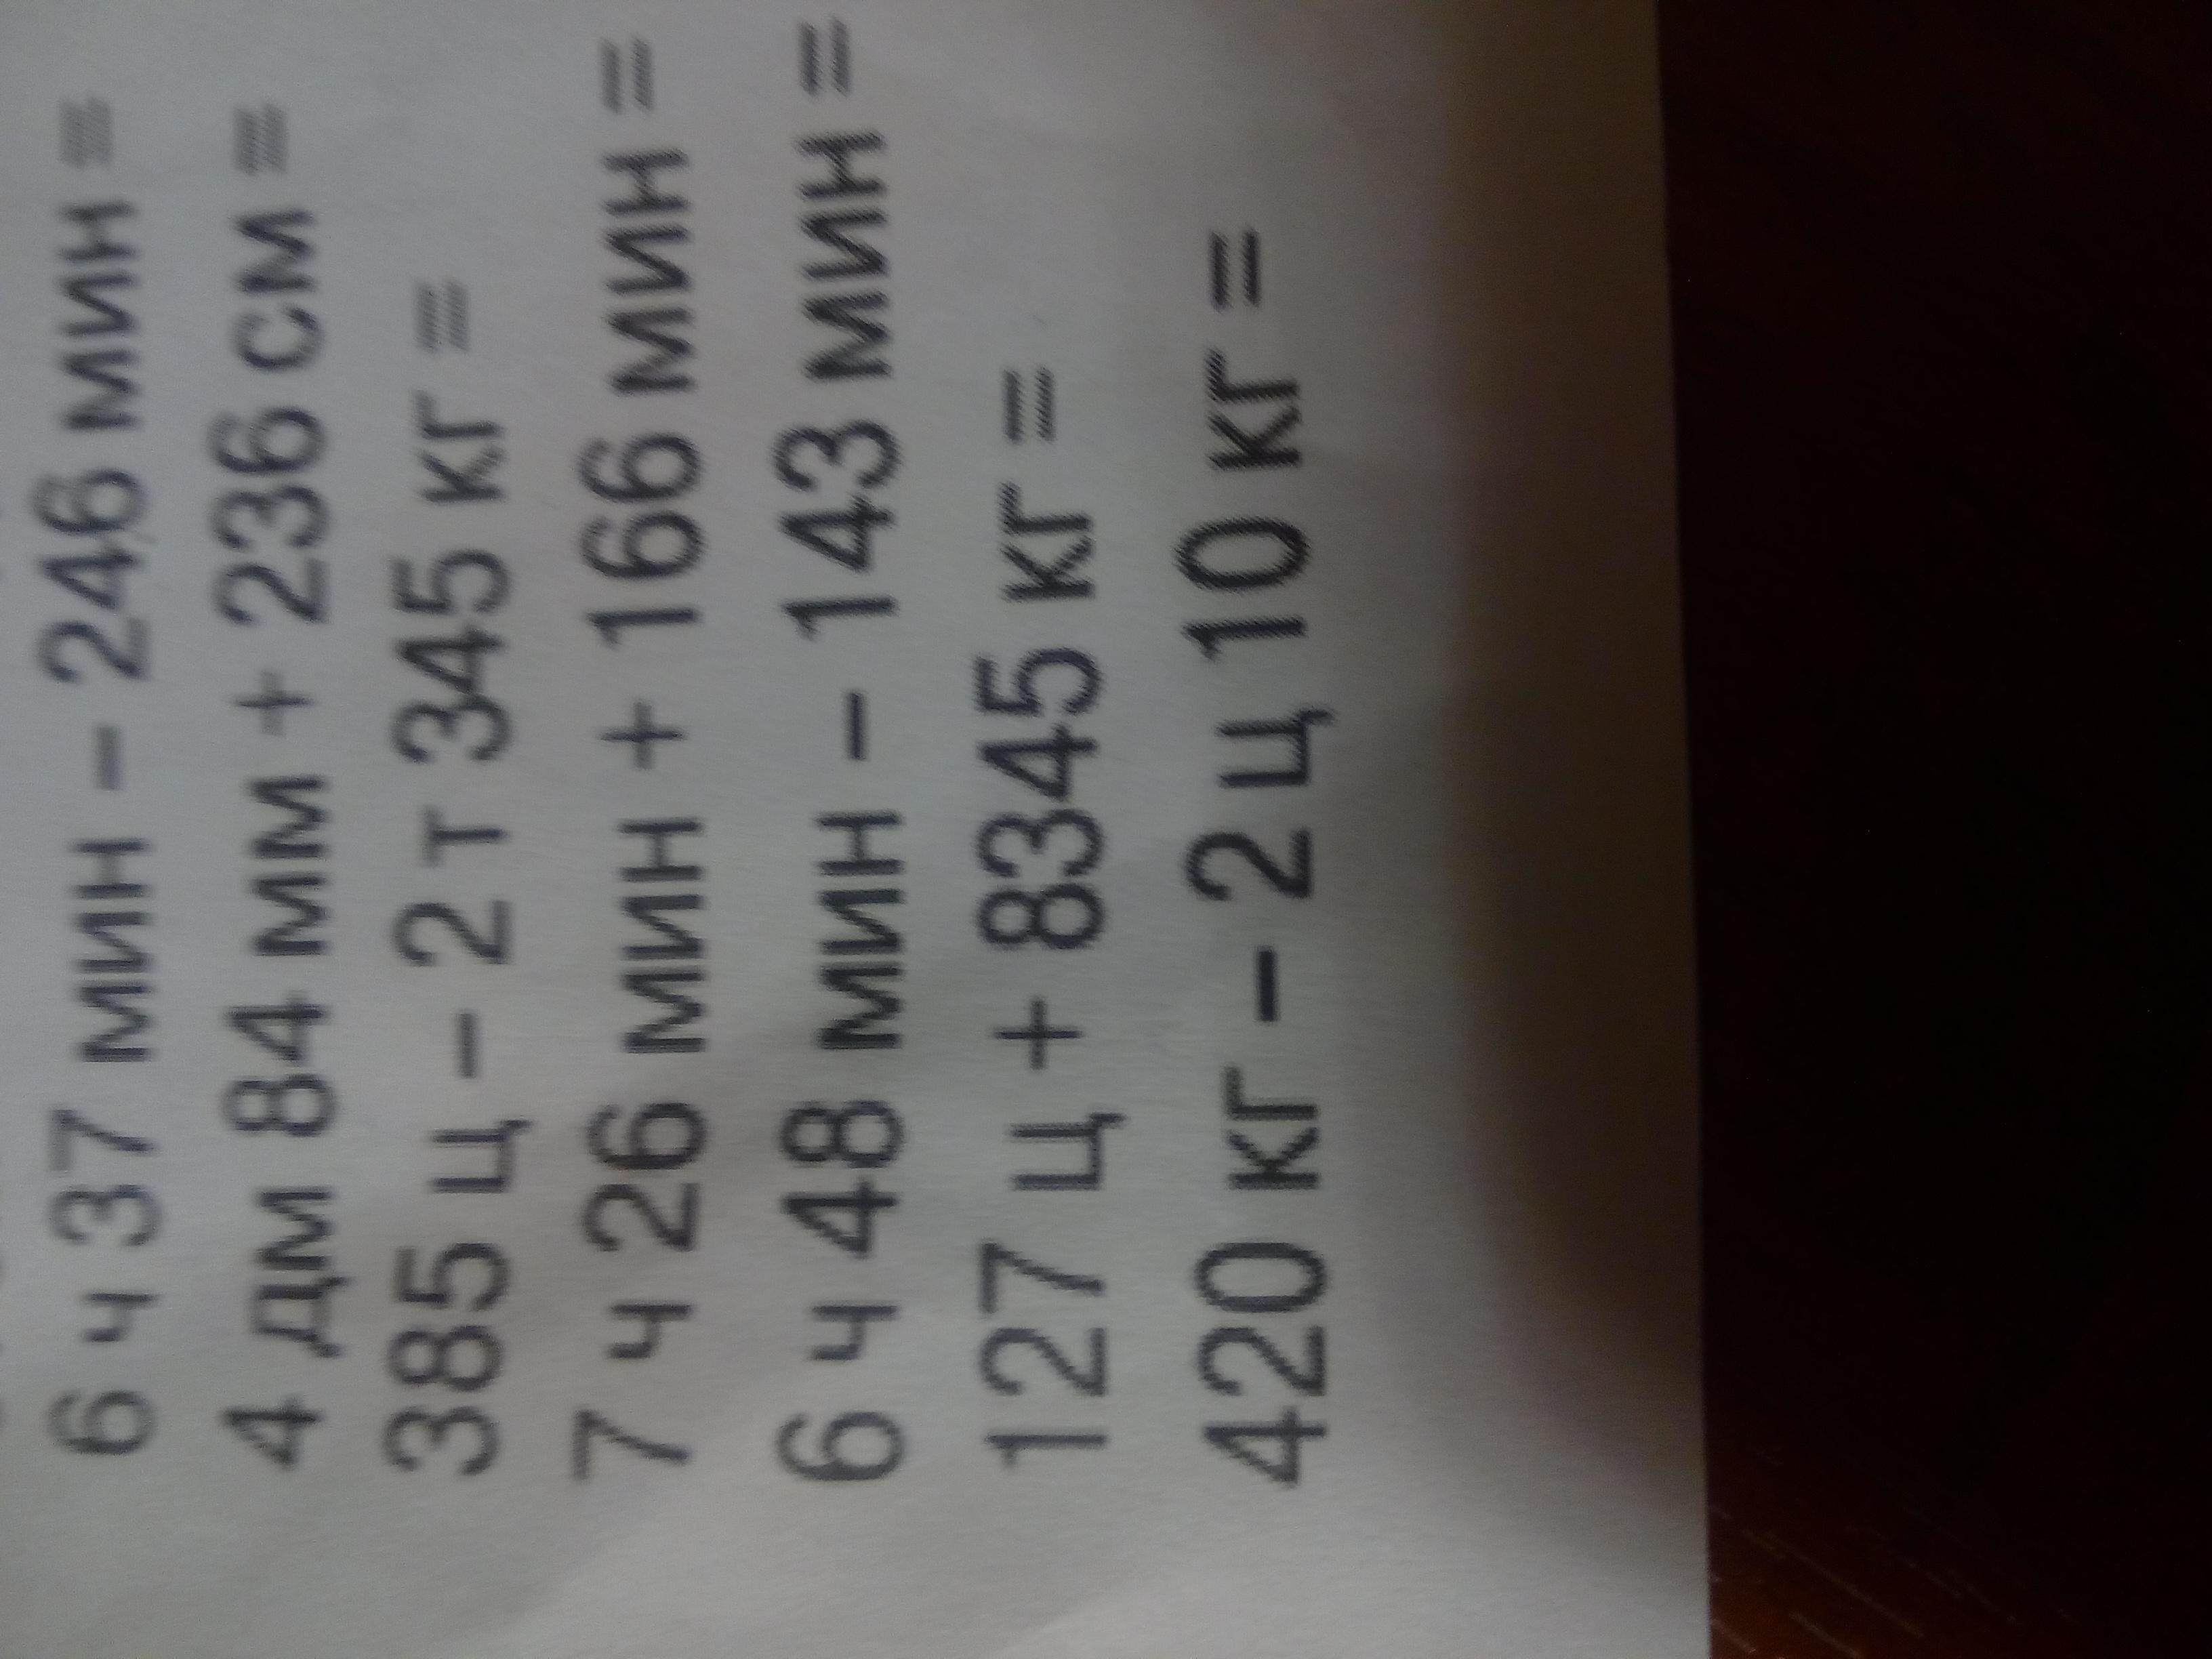 6 ч 37 мин – 246 мин =
4 дм 84 мм + 236 см =
385 ц – 2 т 345 кг =
7 ч 26 мин + 166 мин =
6 ч 48 мин – 143 мин =
127 ц + 8345 кг =
420 кг – 2 ц 10 кг =